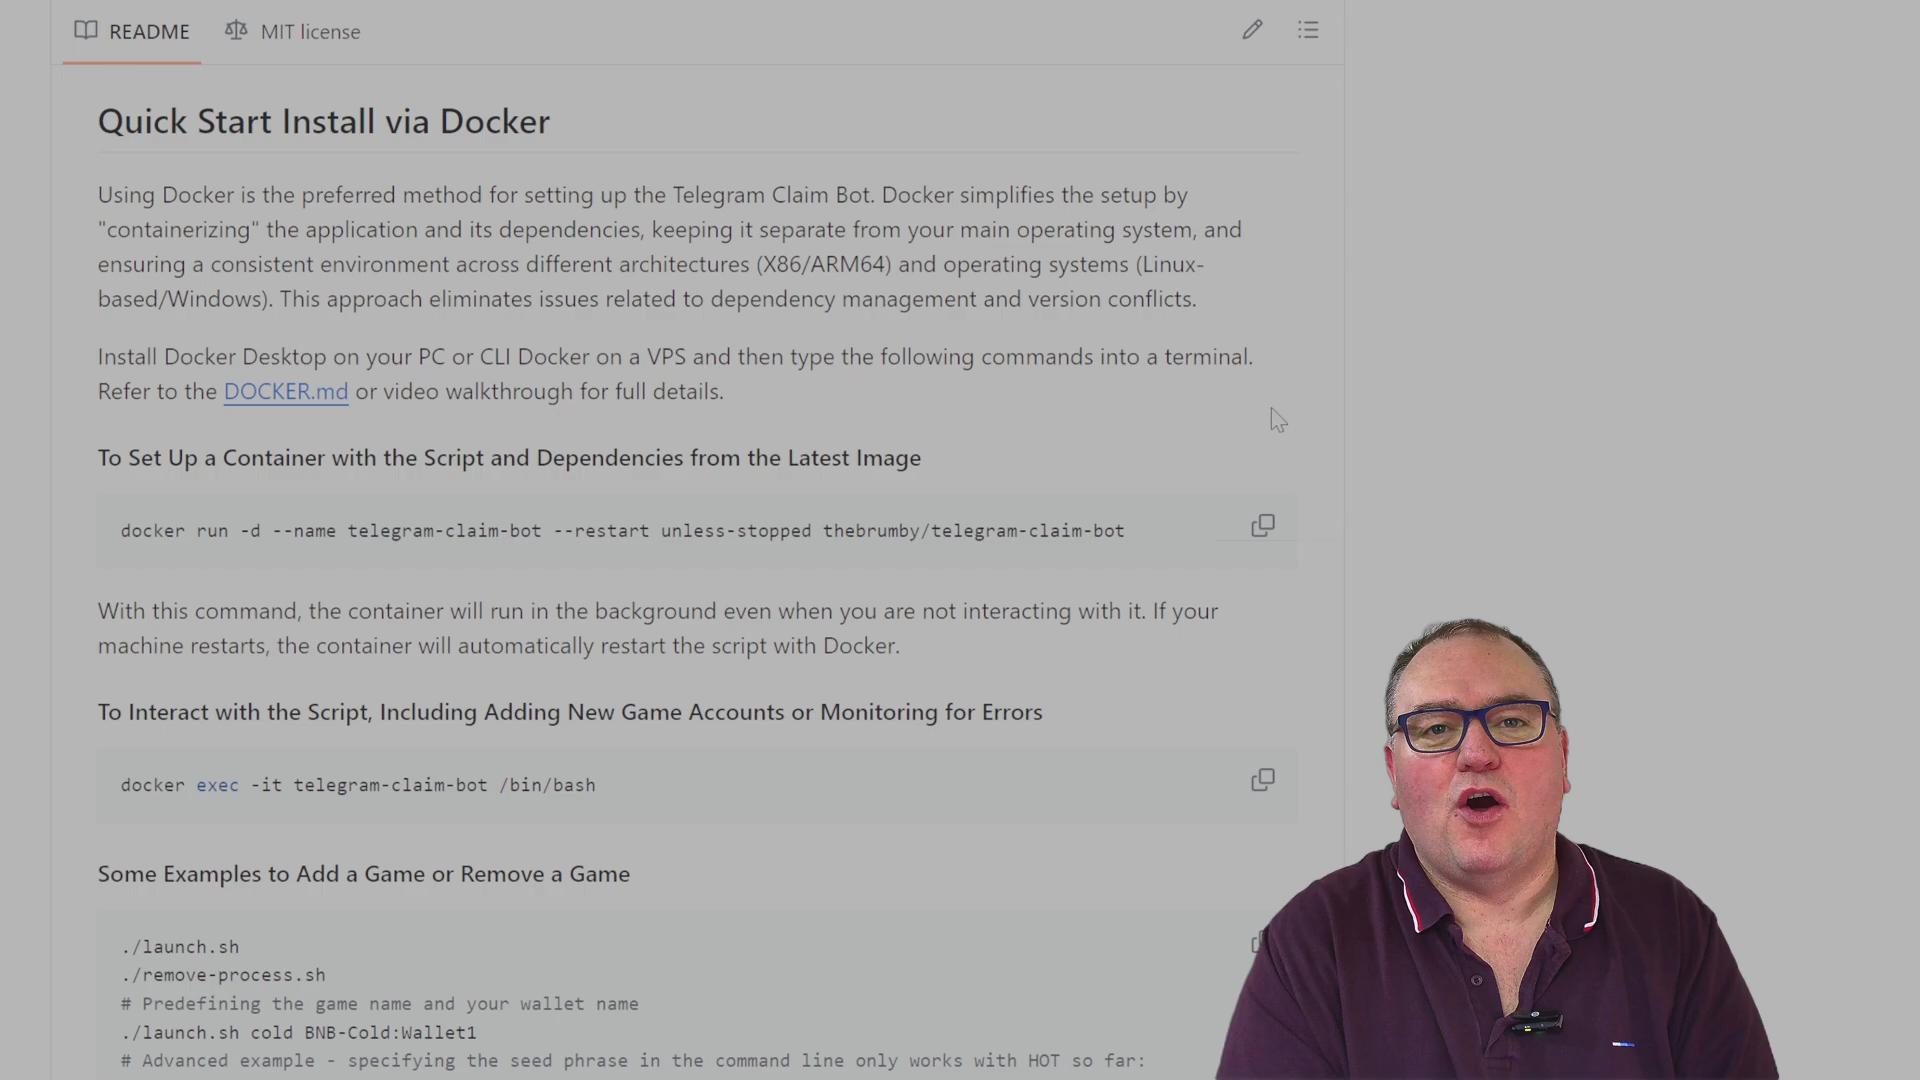 README
MIT license
Quick Start Install via Docker
Using Docker is the preferred method for setting up the Telegram Claim Bot. Docker simplifies the setup by
"containerizing" the application and its dependencies, keeping it separate from your main operating system, and
ensuring a consistent environment across different architectures (X86/ARM64) and operating systems (Linux-
based/Windows). This approach eliminates issues related to dependency management and version conflicts.
Install Docker Desktop on your PC or CLI Docker on a VPS and then type the following commands into a terminal.
Refer to the DOCKER.md or video walkthrough for full details.
To Set Up a Container with the Script and Dependencies from the Latest Image
docker run -d --name telegram-claim-bot --restart unless-stopped thebrumby/telegram-claim-bot
With this command, the container will run in the background even when you are not interacting with it. If your
machine restarts, the container will automatically restart the script with Docker.
To Interact with the Script, Including Adding New Game Accounts or Monitoring for Errors
docker exec -it telegram-claim-bot /bin/bash
Some Examples to Add a Game or Remove a Game
./launch.sh
./remove-process.sh
# Predefining the game name and your wallet name
./launch.sh cold BNB-Cold:Wallet1
# Advanced example - specifying the seed phrase in the command line only works with HOT so far: